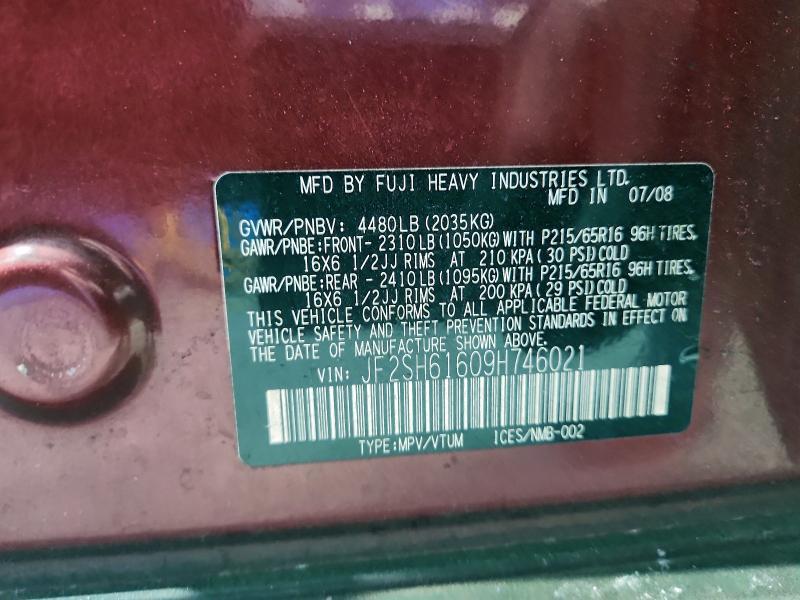 MFD BY FUJI HEAVY INDUSTRIES LTD.
MFD IN 07/08
GVWR/PNBV: 4480LB(2035KG)
GAWR/PNBE:FRONT- 2310LB(1050KG)WITH P215/65R16 96H TIRES,
16X6 1/2JJ RIMS AT 210 KPA( 30 PSI)COLD
GAWR/PNBE:REAR - 2410LB(1095KG)WITH P215/65R16 96H TIRES,
16X6 1/2JJ RIMS AT 200 KPA( 29 PSI)COLD
THIS VEHICLE CONFORMS TO ALL APPLICABLE FEDERAL MOTOR
VEHICLE SAFETY AND THEFT PREVENTION STANDARDS IN EFFECT ON
THE DATE OF MANUFACTURE SHOWN ABOVE.
VIN: JF2SH61609H746021
TYPE:MPV/VTUM ICES/NMB-002